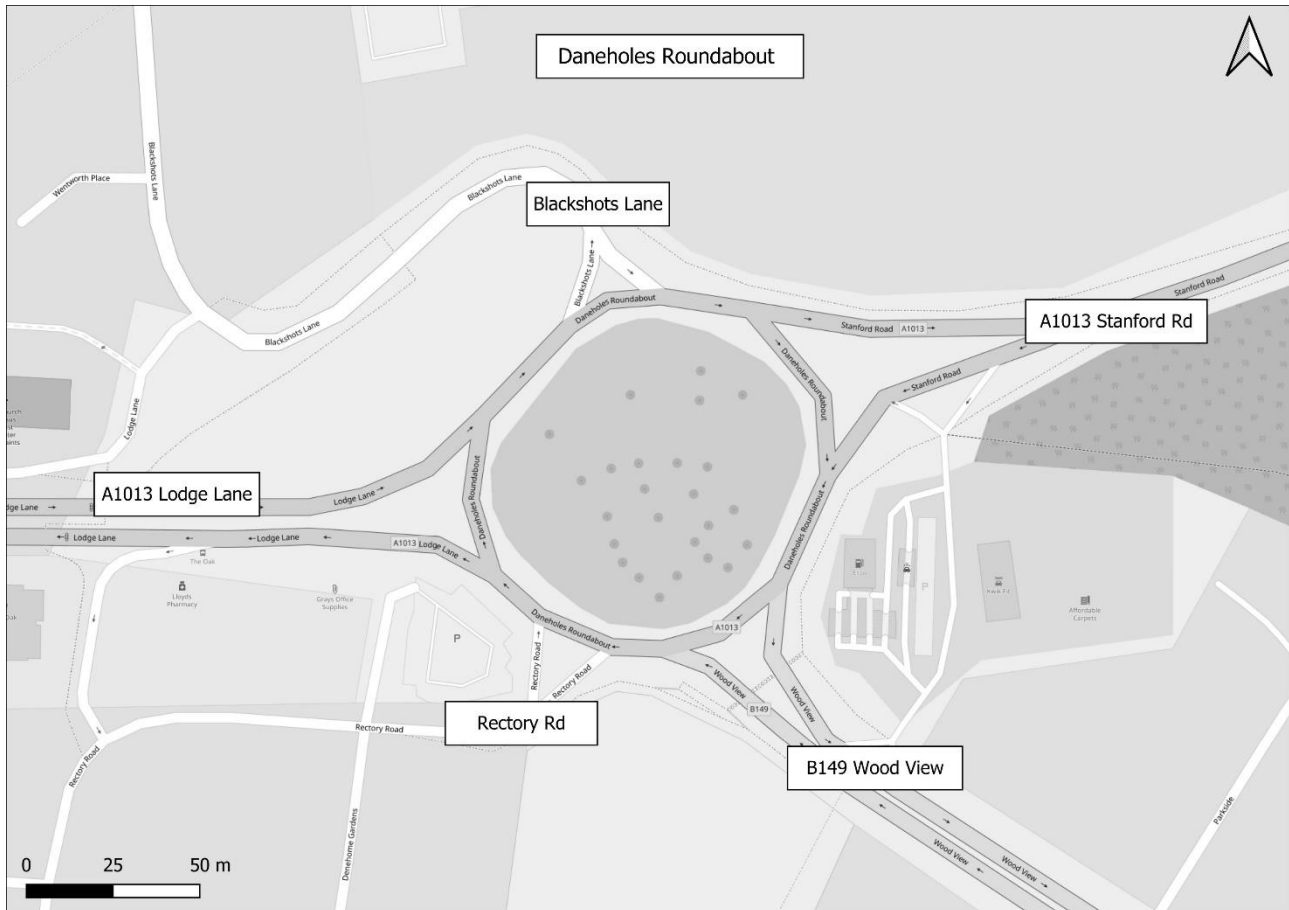 Daneholes Roundabout
Blackshots Lane
Wentworth Place
Blackshots Lane
Blackshots Lane
Blackshots Lane
Blackshots Lane
Daneholes Roundabout
Stanford Road
A1013
Stanford Road
A1013 Stanford Rd
Stanford Road
Daneholes Roundabout
Lodge Lane
A1013 Lodge Lane
Lodge Lane
Daneholes Roundabout
Daneholes Roundabout
Lodge Lane
Lodge Lane
A1013 Lodge Lane
The Oak
Lloyds
Pharmacy
Grays Office
Supplies
Oak
P
P
Kwik Fit
Affordable
Carpets
A1013
Daneholes Roundabout
Rectory Road
Rectory Road
Rectory Rd
Rectory Road
Rectory Road
Wood View
B149
Wood View
B149 Wood View
Denehome Gardens
Parkside
Wood View
Wood View
0 25 50 m